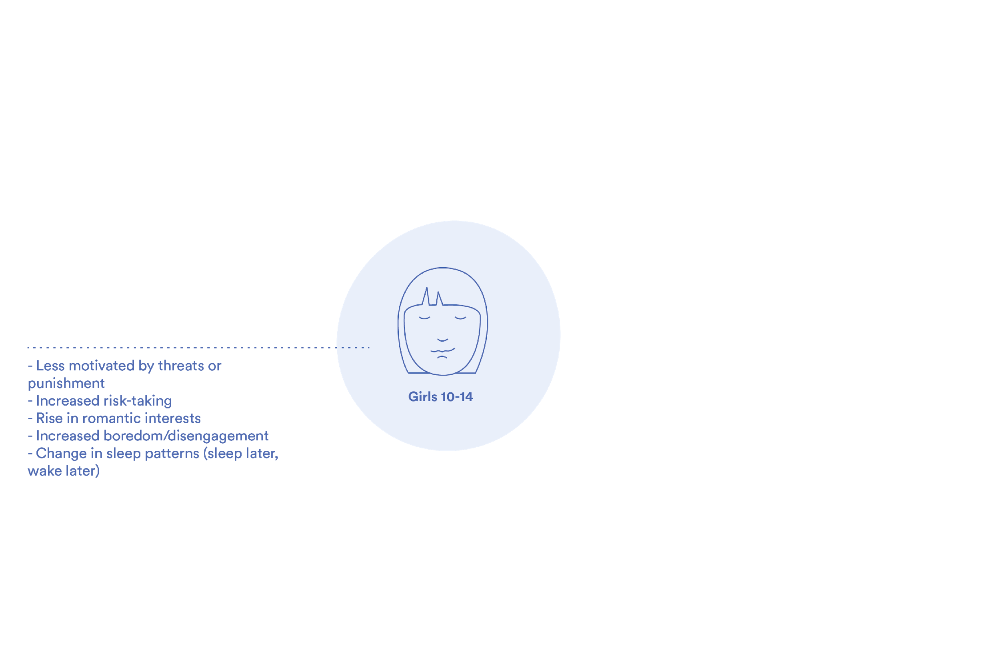 - Less motivated by threats or
punishment
- Increased risk-taking
- Rise in romantic interests
- Increased boredom/disengagement
- Change in sleep patterns (sleep later,
wake later)
Girls 10-14